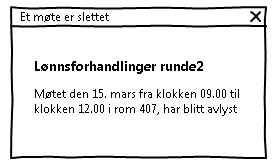 Et møte er slettet
Lønnsforhandlinger runde2
Møtet den 15. mars fra klokken 09.00 til
klokken 12.00 i rom 407, har blitt avlyst